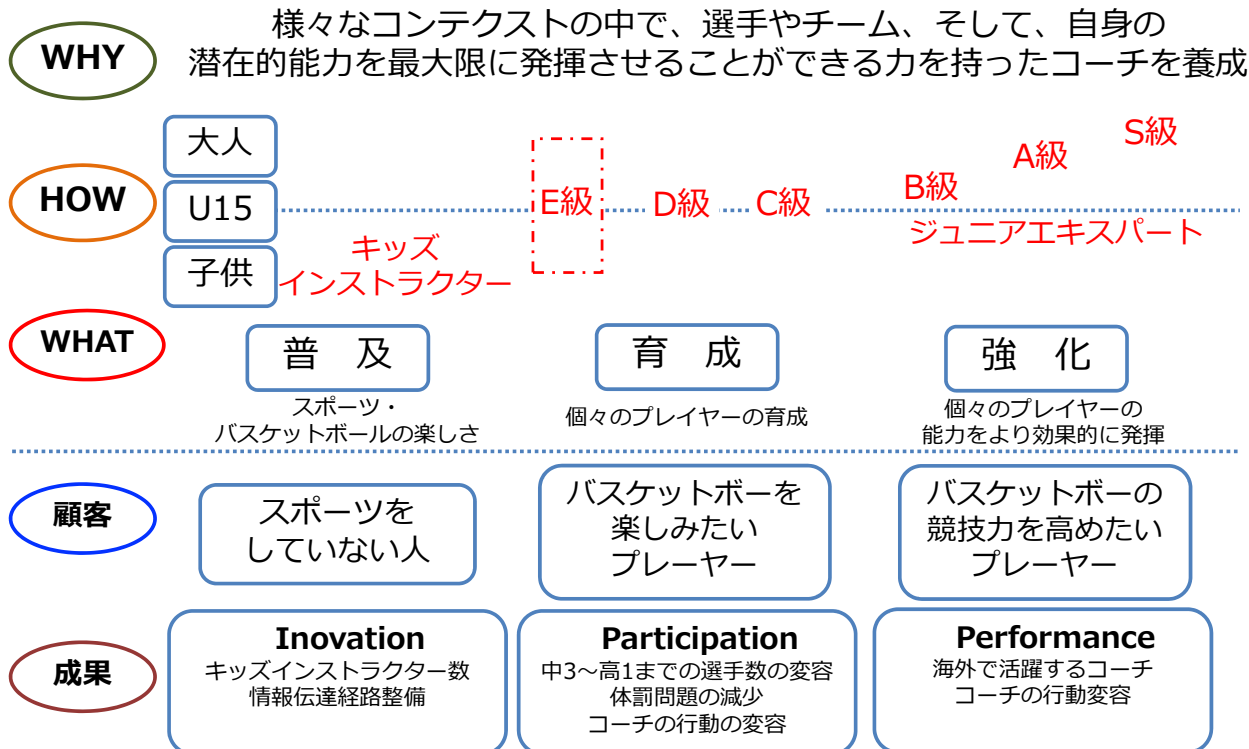 WHY
様々なコンテクストの中で、選手やチーム、そして、自身の
潜在的能力を最大限に発揮させることができる力を持ったコーチを養成
HOW
大人
U15
子供
キッズ
インストラクター
E級
D級
C級
B級
A級
S級
ジュニアエキスパート
WHAT
普 及
スポーツ・
バスケットボールの楽しさ
育 成
個々のプレイヤーの育成
強 化
個々のプレイヤーの
能力をより効果的に発揮
顧客
スポーツを
していない人
バスケットボーを
楽しみたい
プレーヤー
バスケットボーの
競技力を高めたい
プレーヤー
成果
Inovation
キッズインストラクター数
情報伝達経路整備
Participation
中3~高1までの選手数の変容
体罰問題の減少
コーチの行動の変容
Performance
海外で活躍するコーチ
コーチの行動変容